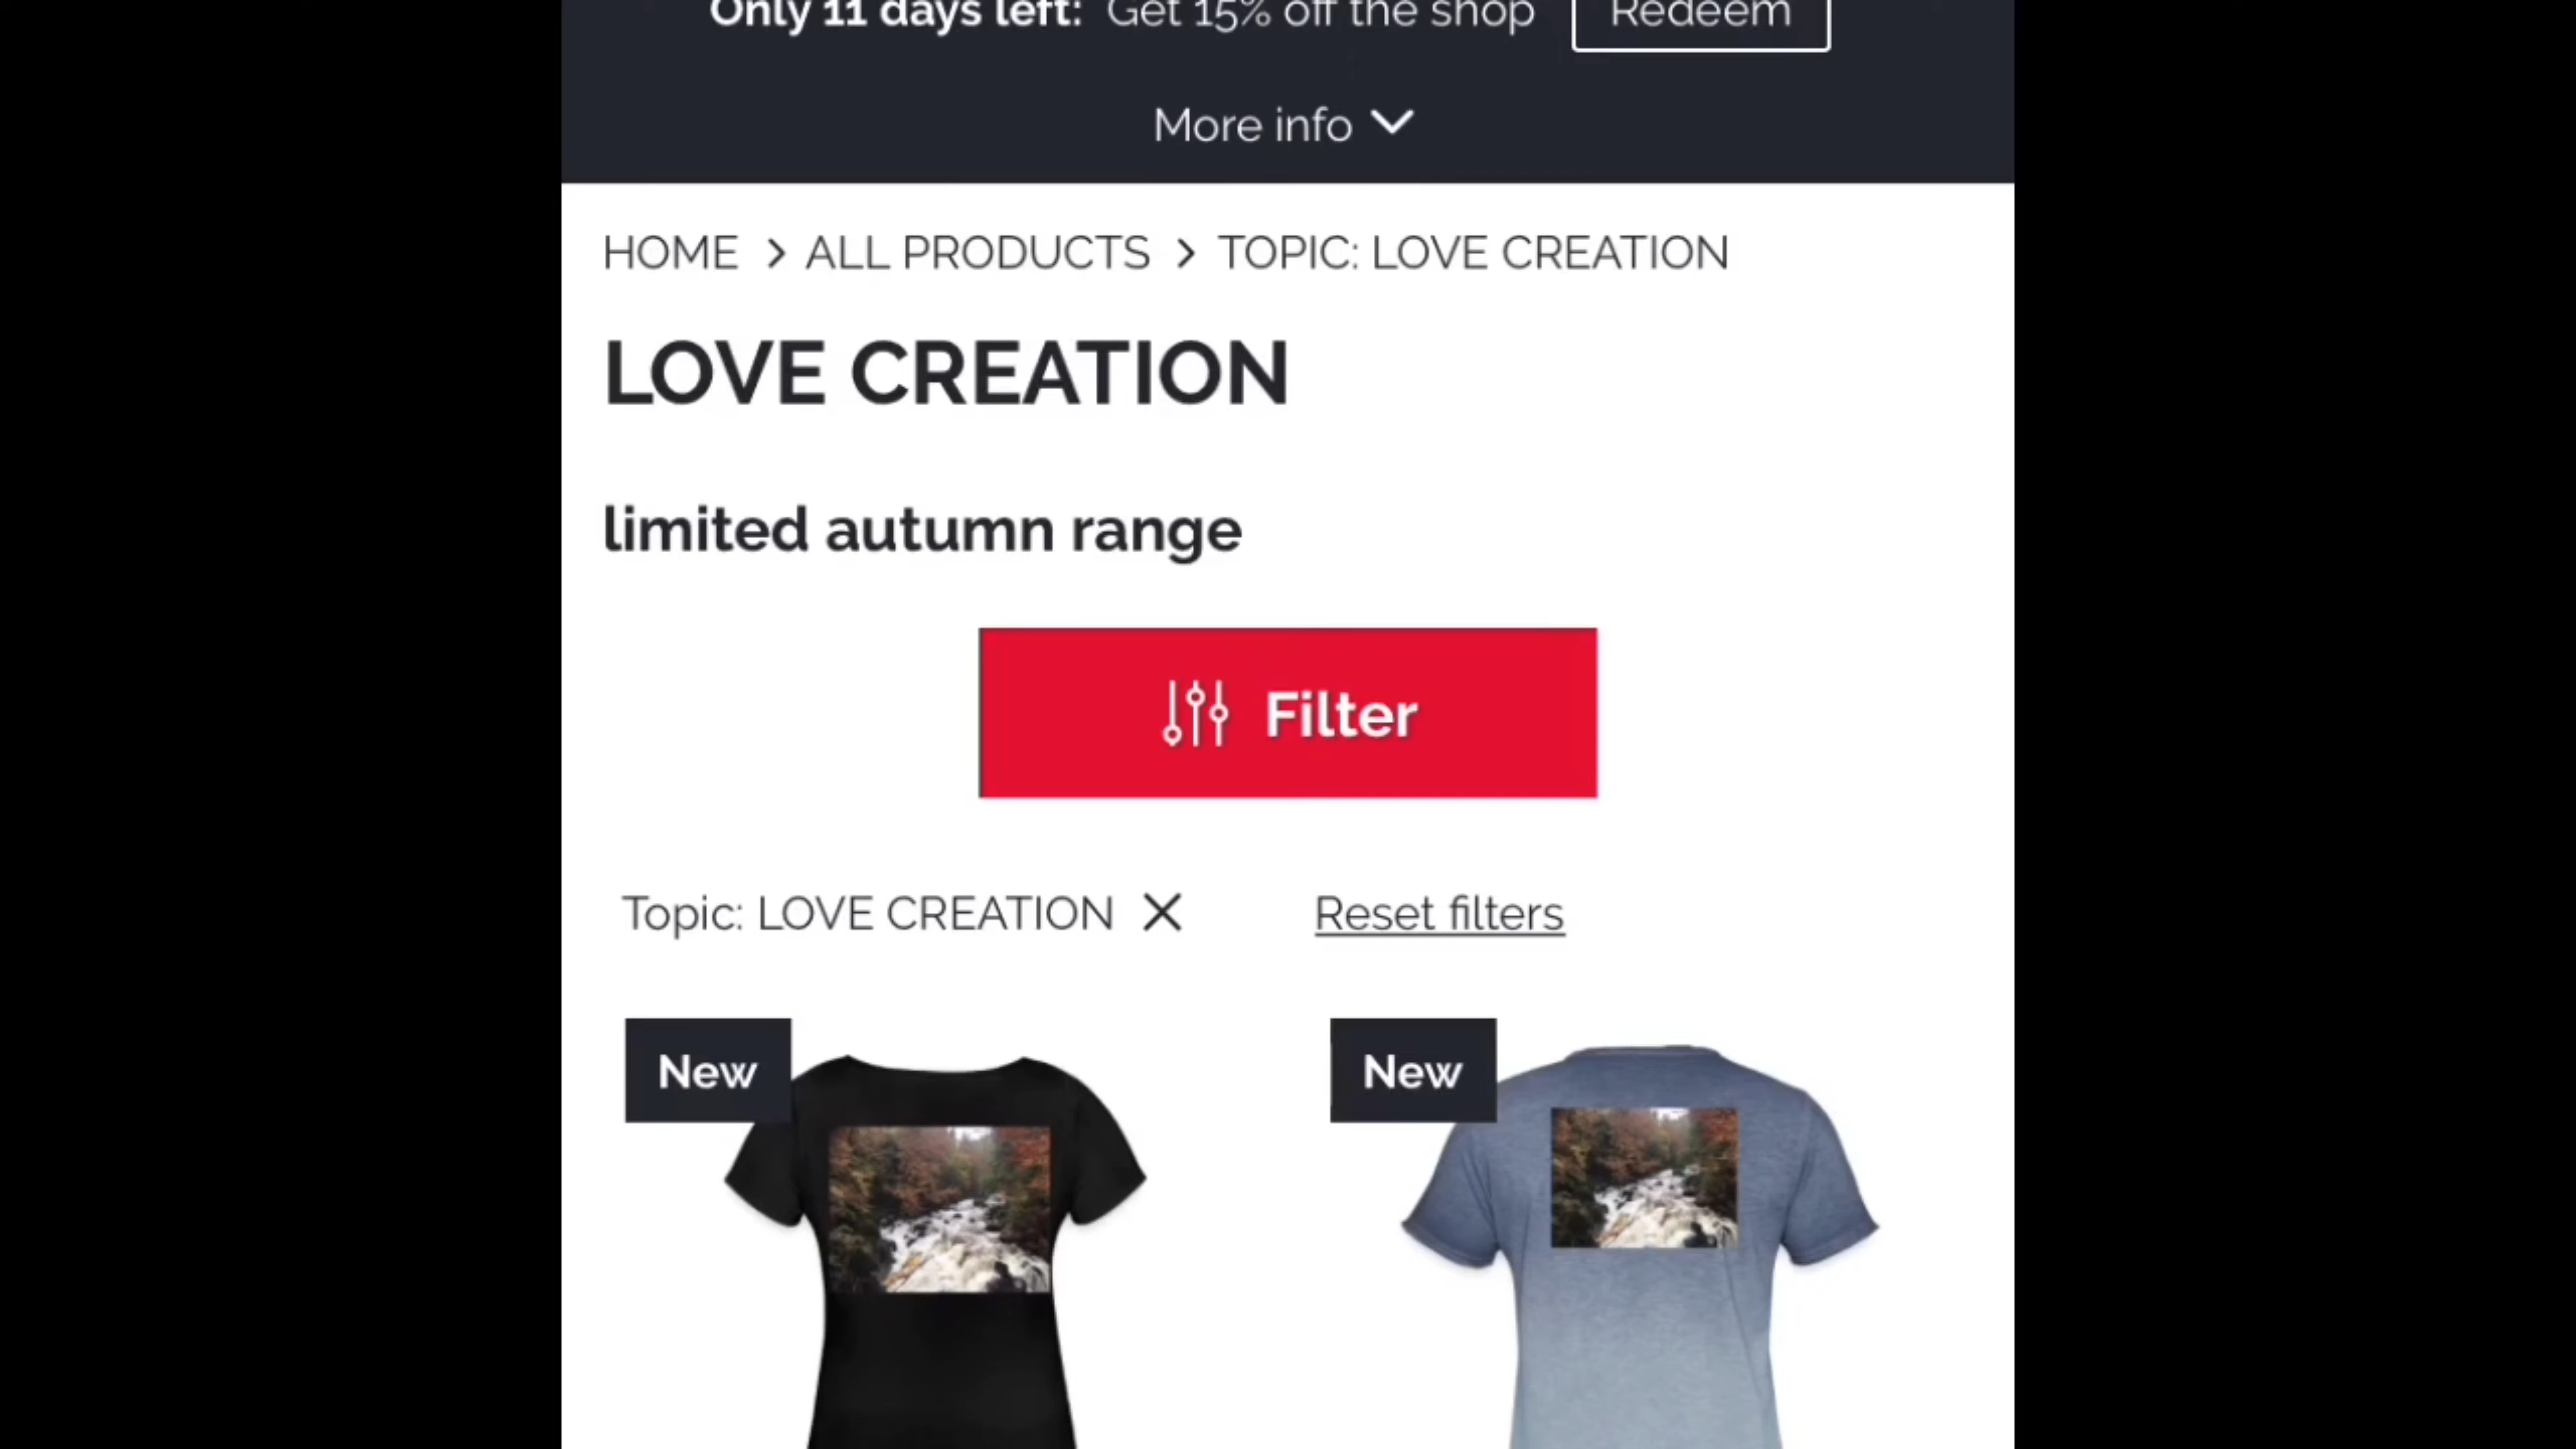 Only 11 days left: Get 15% off the shop Redeem
More info
HOME > ALL PRODUCTS > TOPIC: LOVE CREATION
LOVE CREATION
limited autumn range
Filter
Topic: LOVE CREATION Reset filters
New New